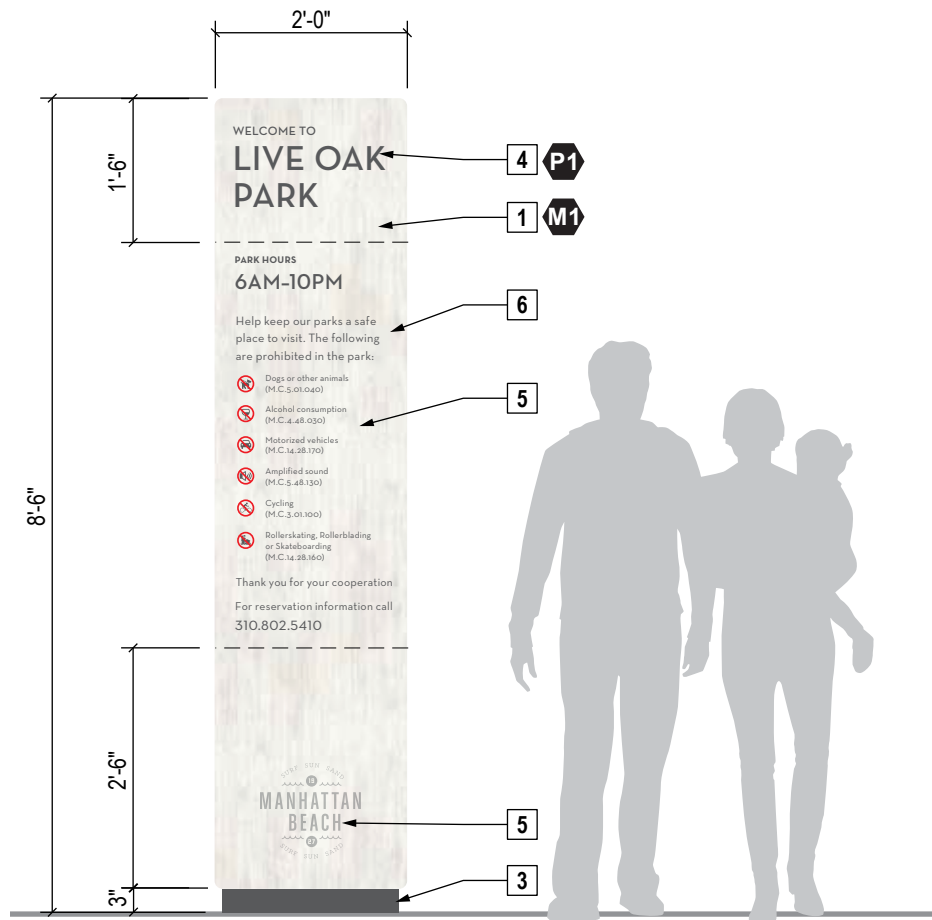 2'-0"
1'-6"
8'-6"
2'-6"
3"
WELCOME TO
LIVE OAK
PARK
4 P1
1 M1
PARK HOURS
6AM–10PM
6
Help keep our parks a safe
place to visit. The following
are prohibited in the park:
Dogs or other animals
(M.C.5.01.040)
5
Alcohol consumption
(M.C.4.48.030)
Motorized vehicles
(M.C.14.28.170)
Amplified sound
(M.C.5.48.130)
Cycling
(M.C.3.01.100)
Rollerskating, Rollerblading
or Skateboarding
(M.C.14.28.160)
Thank you for your cooperation
For reservation information call
310.802.5410
SURF SUN SAND
19
MANHATTAN
BEACH
5
27
SURF SUN SAND
3